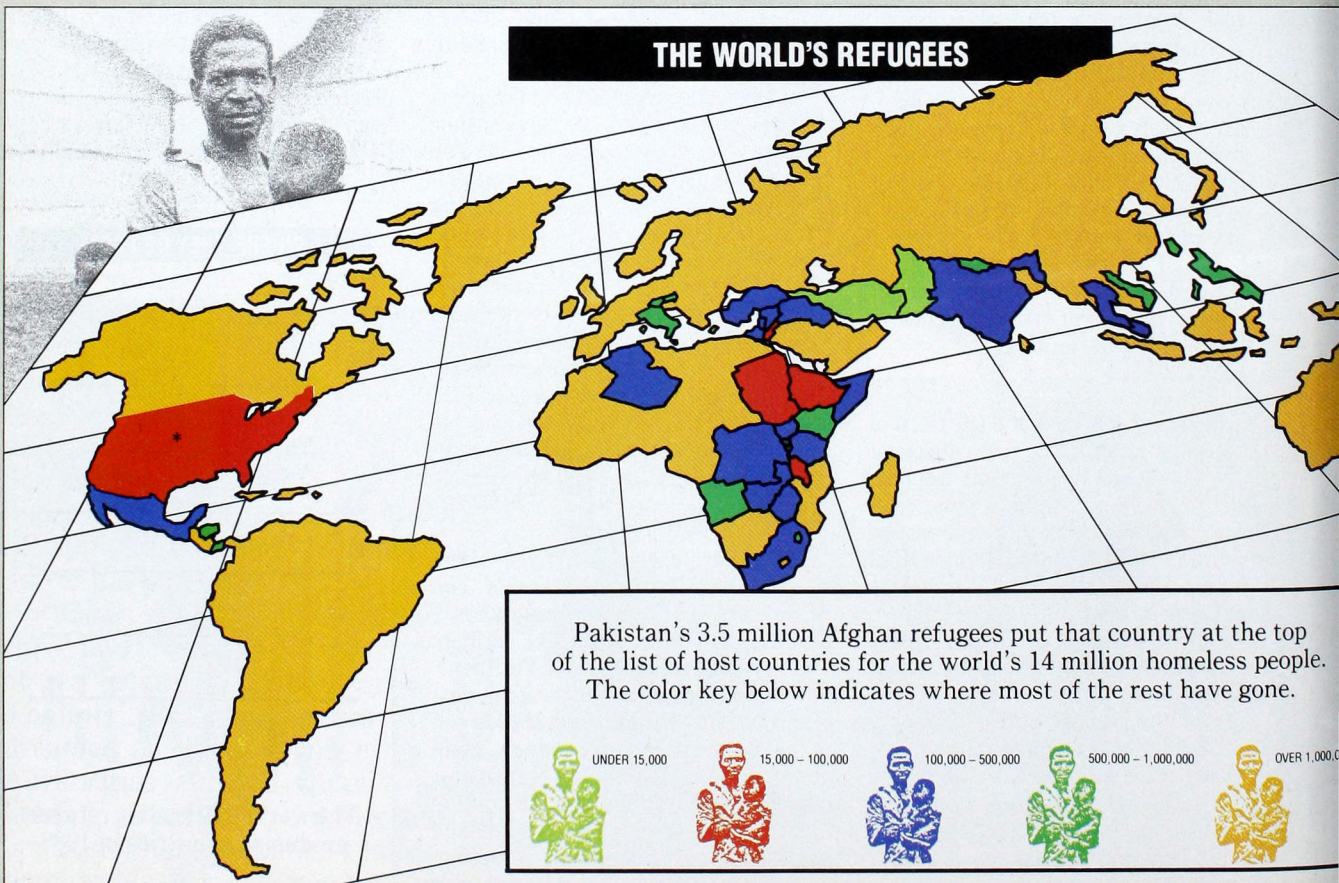 THE WORLD'S REFUGEES
*
Pakistan's 3.5 million Afghan refugees put that country at the top
of the list of host countries for the world's 14 million homeless people.
The color key below indicates where most of the rest have gone.
UNDER 15,000
15,000 – 100,000
100,000 – 500,000
500,000 – 1,000,000
OVER